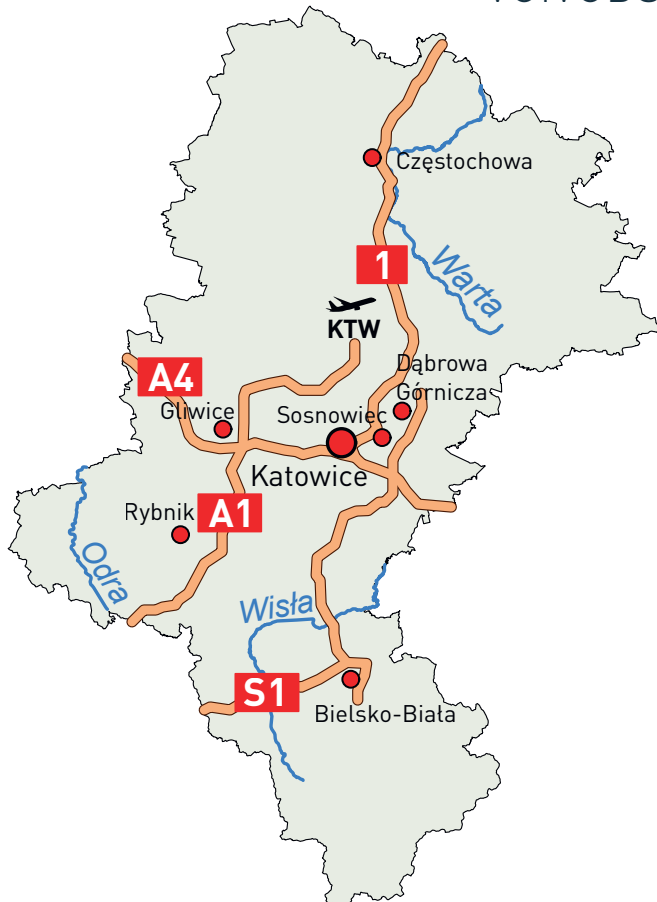 Częstochowa
1
Warta
KTW
Dąbrowa
Górnicza
A4
Gliwice
Sosnowiec
Katowice
Rybnik
A1
Odra
Wisła
S1
Bielsko-Biała